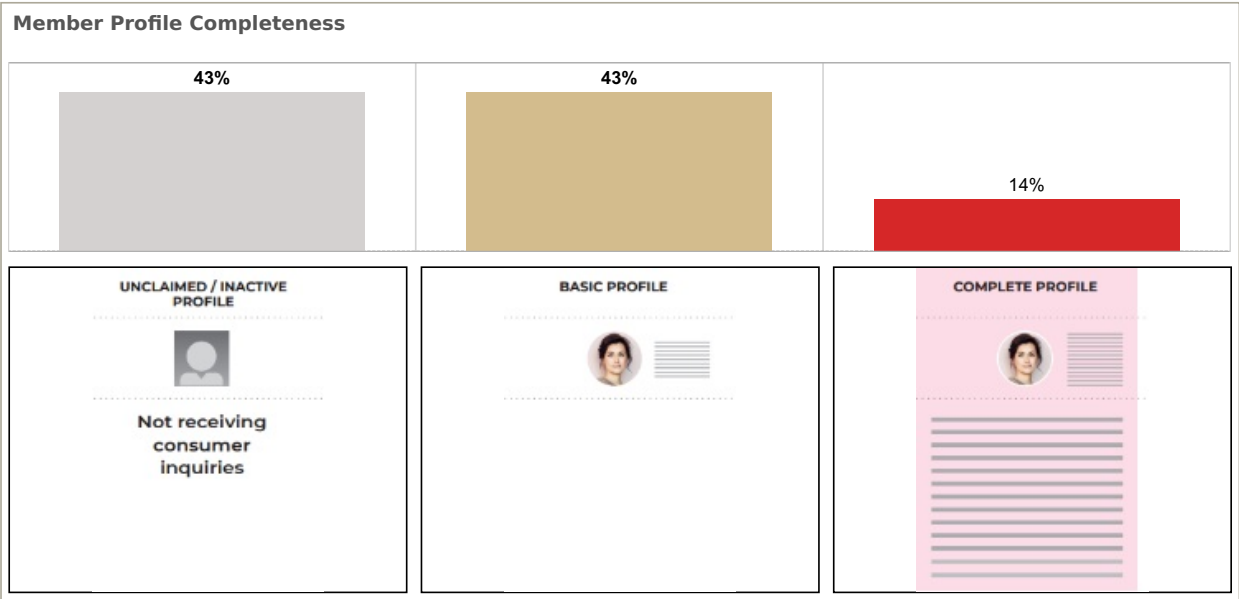 Member Profile Completeness
43%
43%
14%
UNCLAIMED / INACTIVE
PROFILE
Not receiving
consumer
inquiries
BASIC PROFILE
COMPLETE PROFILE